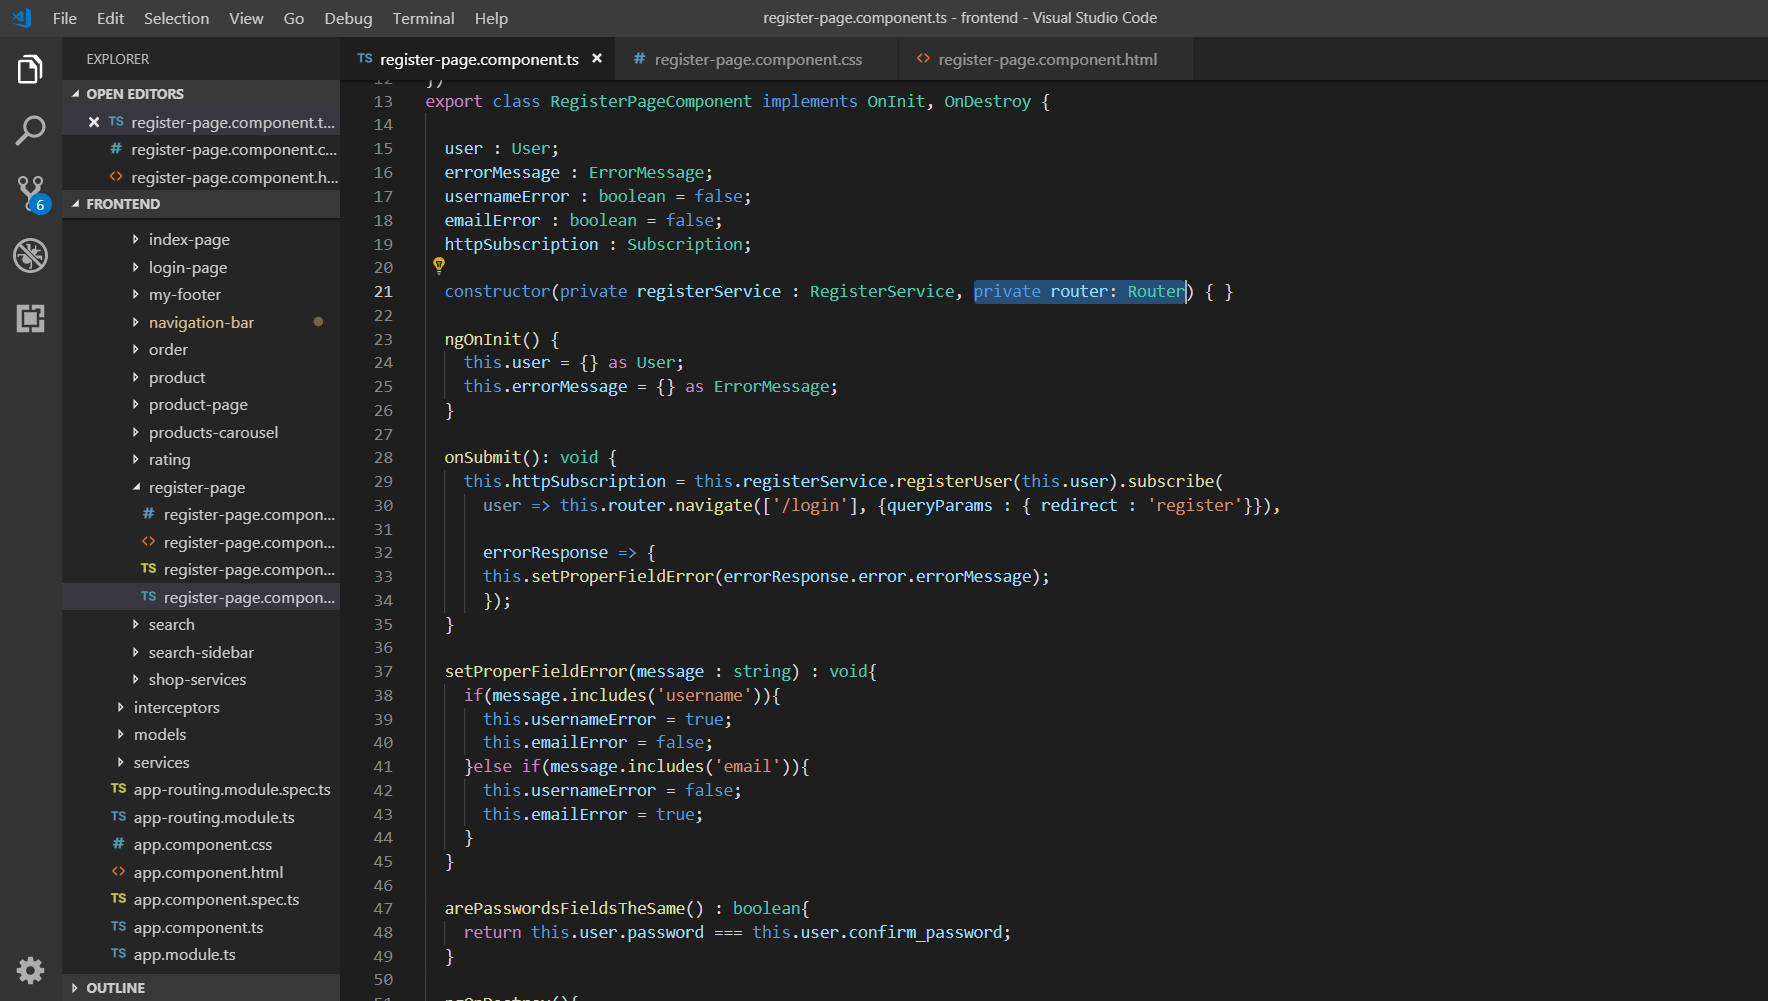 File Edit Selection View Go Debug Terminal Help
register-page.component.ts - frontend - Visual Studio Code
EXPLORER
OPEN EDITORS
TS register-page.component.t...
# register-page.component.c...
<> register-page.component.h...
6
FRONTEND
index-page
login-page
my-footer
navigation-bar
order
product
product-page
products-carousel
rating
register-page
# register-page.compon...
<> register-page.compon...
TS register-page.compon...
TS register-page.compon...
search
search-sidebar
shop-services
interceptors
models
services
TS app-routing.module.spec.ts
TS app-routing.module.ts
# app.component.css
<> app.component.html
TS app.component.spec.ts
TS app.component.ts
TS app.module.ts
OUTLINE
TS register-page.component.ts
# register-page.component.css
<> register-page.component.html
12 })
13 export class RegisterPageComponent implements OnInit, OnDestroy {
14
15 user : User;
16 errorMessage : ErrorMessage;
17 usernameError : boolean = false;
18 emailError : boolean = false;
19 httpSubscription : Subscription;
20
21 constructor(private registerService : RegisterService, private router: Router) { }
22
23 ngOnInit() {
24 this.user = {} as User;
25 this.errorMessage = {} as ErrorMessage;
26 }
27
28 onSubmit(): void {
29 this.httpSubscription = this.registerService.registerUser(this.user).subscribe(
30 user => this.router.navigate(['/login'], {queryParams : { redirect : 'register'}}),
31
32 errorResponse => {
33 this.setProperFieldError(errorResponse.error.errorMessage);
34 });
35 }
36
37 setProperFieldError(message : string) : void{
38 if(message.includes('username')){
39 this.usernameError = true;
40 this.emailError = false;
41 }else if(message.includes('email')){
42 this.usernameError = false;
43 this.emailError = true;
44 }
45 }
46
47 arePasswordsFieldsTheSame() : boolean{
48 return this.user.password === this.user.confirm_password;
49 }
50
51 ngOnDestroy(){